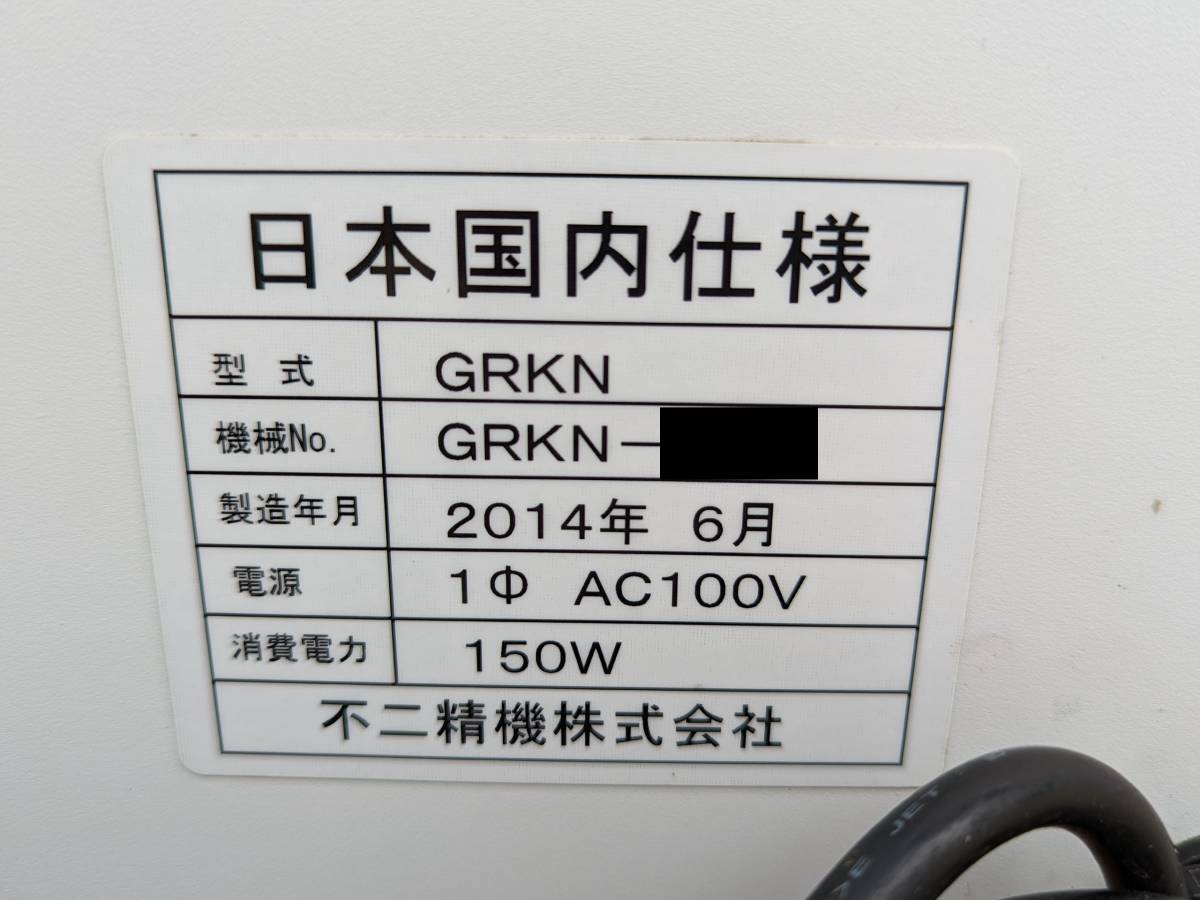 日本国内仕様
型 式 GRKN
機械No. GRKN-
製造年月 2014年 6月
電源 1Φ AC100V
消費電力 150W
不二精機株式会社
JET